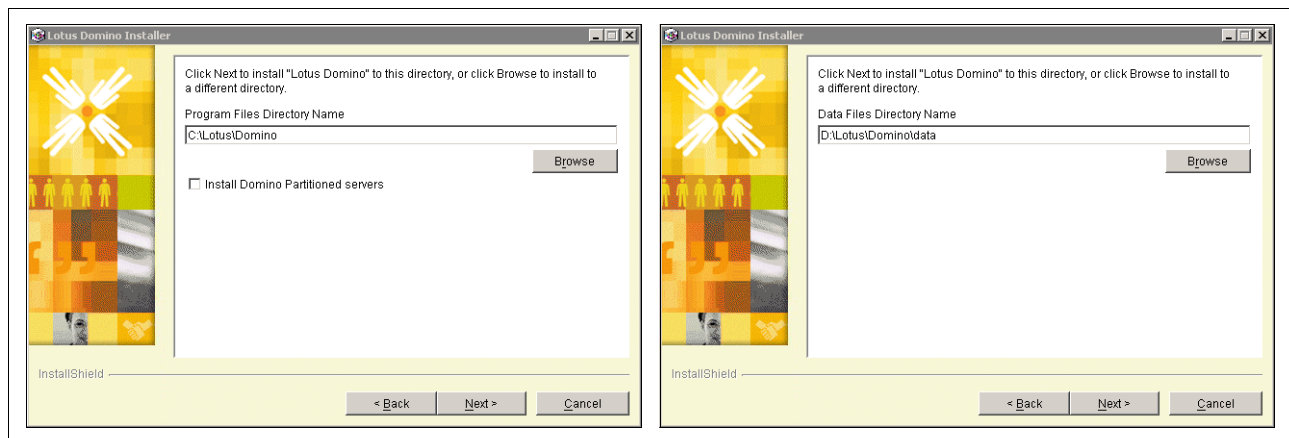 Lotus Domino Installer
Click Next to install "Lotus Domino" to this directory, or click Browse to install to
a different directory.
Program Files Directory Name
C:\Lotus\Domino
Browse
Install Domino Partitioned servers
InstallShield
< Back Next > Cancel
Lotus Domino Installer
Click Next to install "Lotus Domino" to this directory, or click Browse to install to
a different directory.
Data Files Directory Name
D:\Lotus\Domino\data
Browse
InstallShield
< Back Next > Cancel